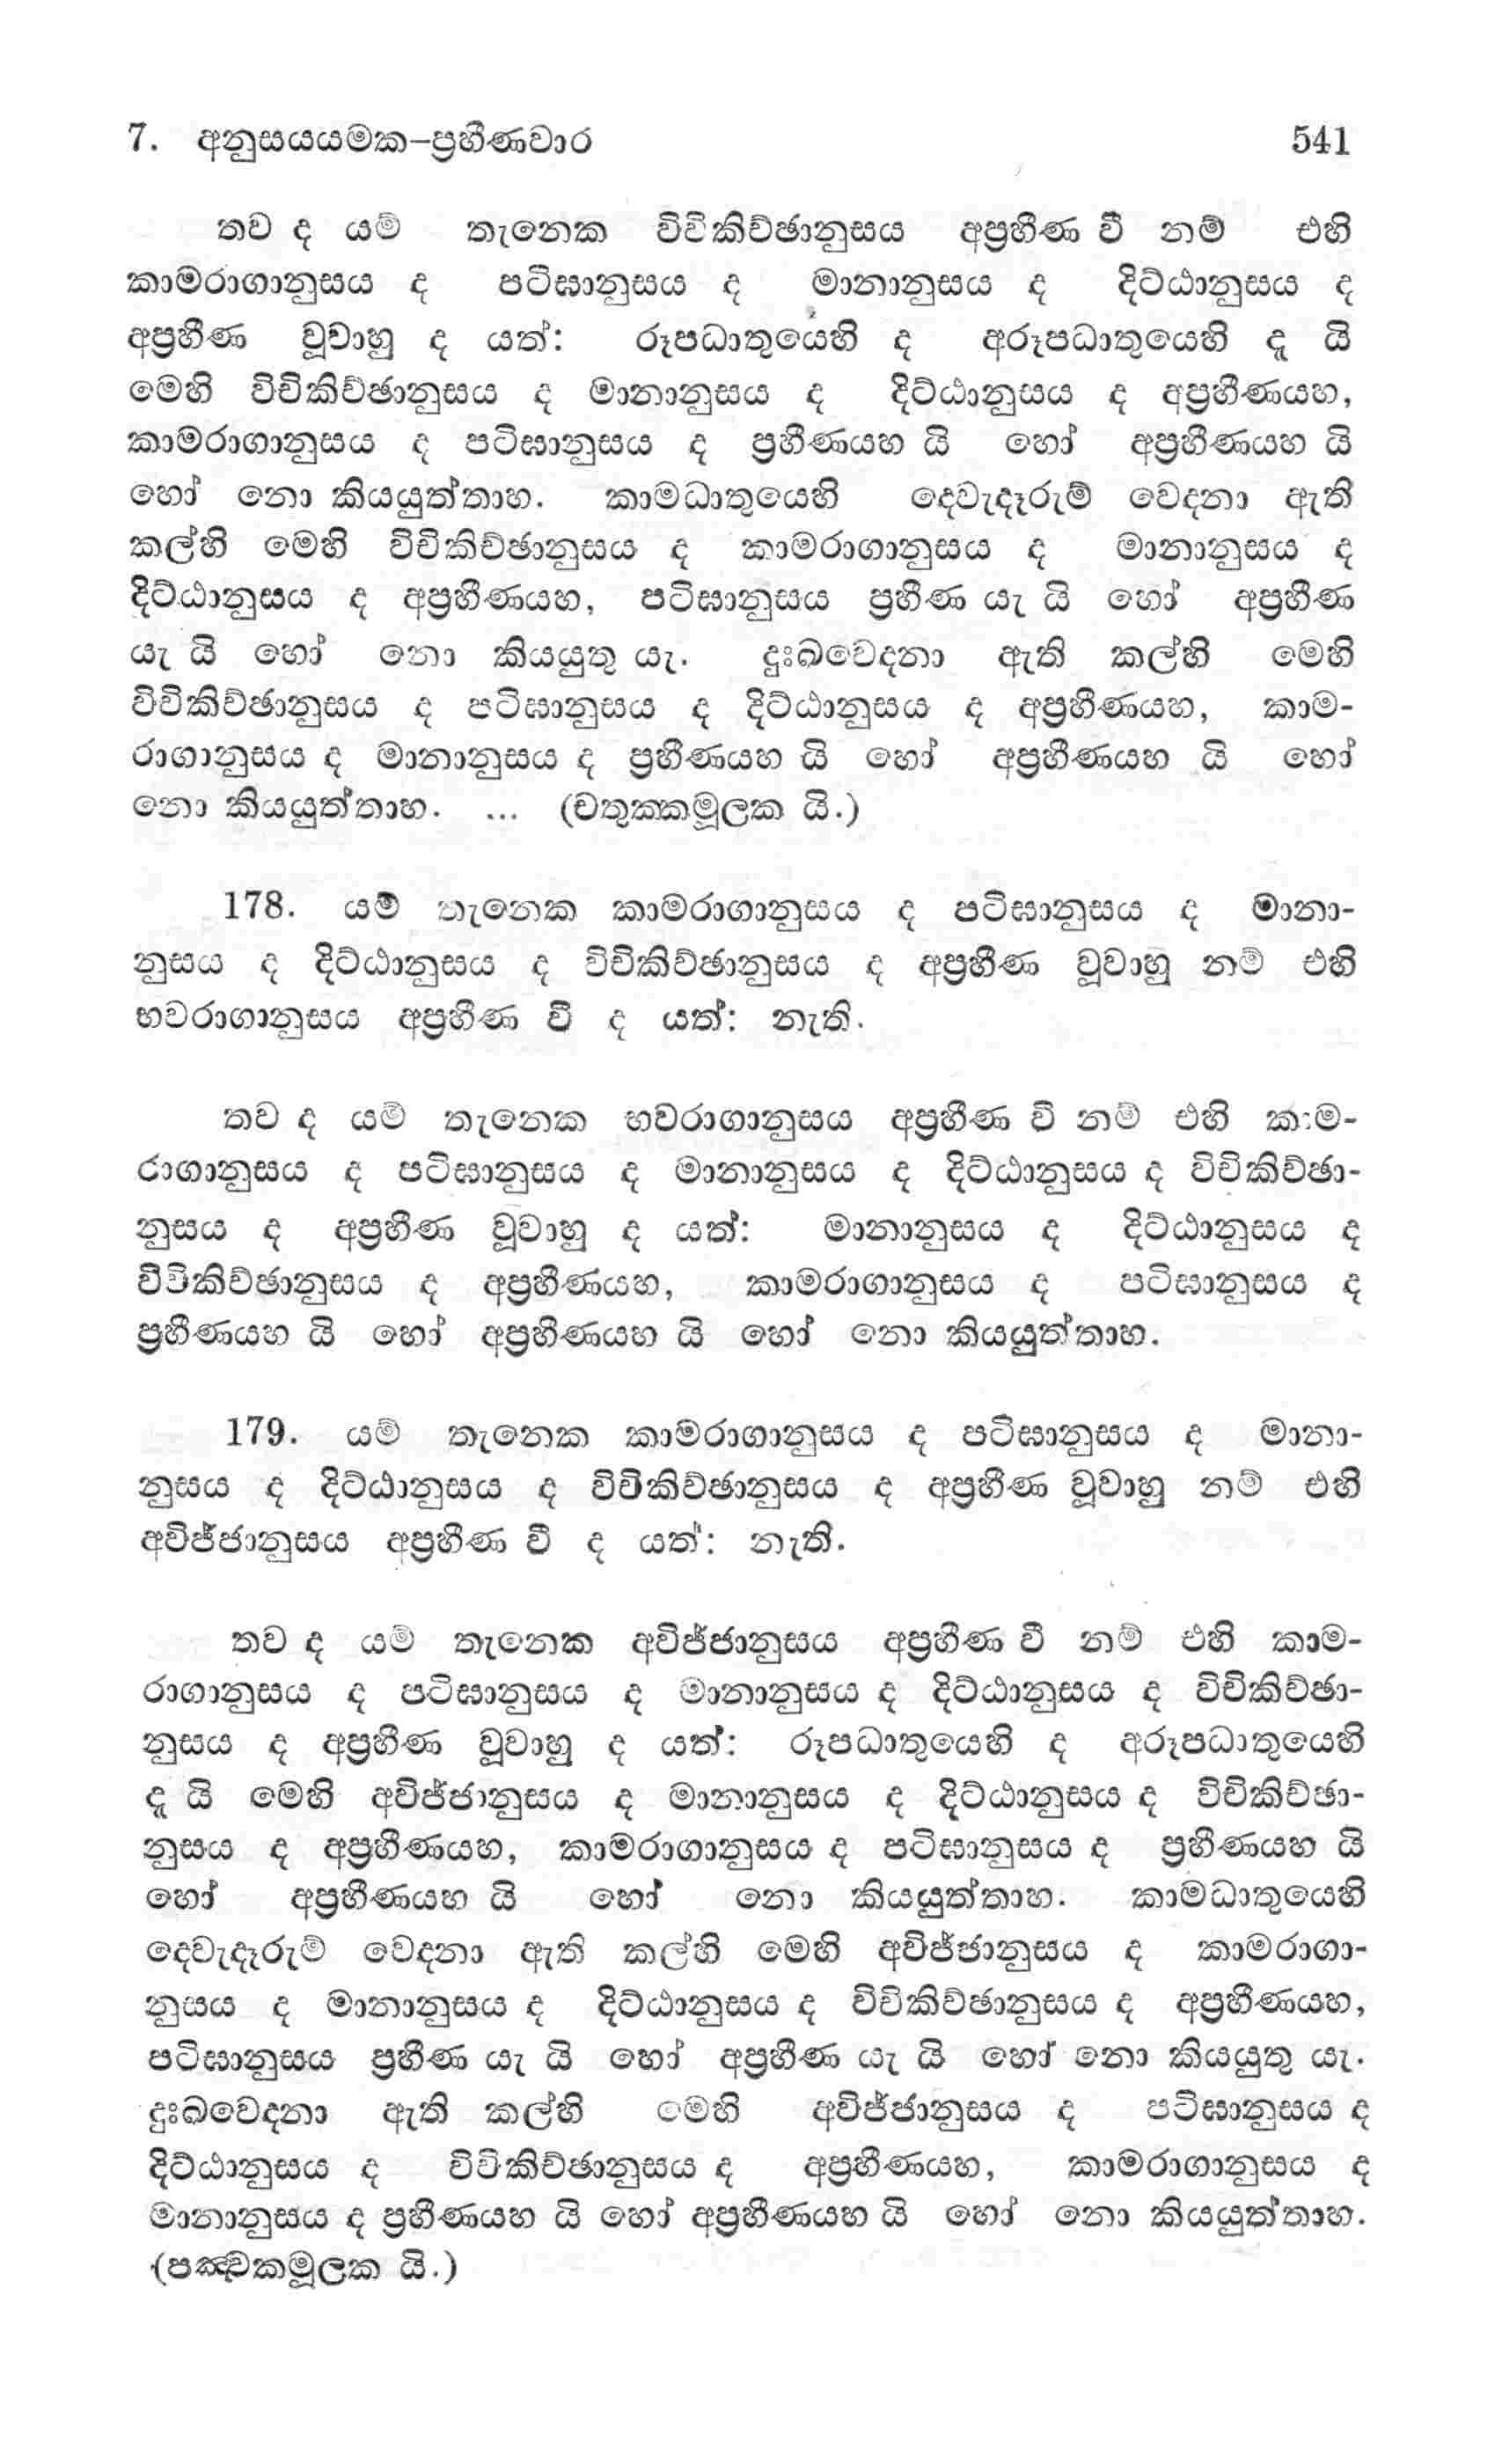 7. අනුසයයමක–ප්‍රහීණවාර 541
තව ද යම් තැනෙක විචිකිච්ඡානුසය අප්‍රහීණ වී නම් එහි
කාමරාගානුසය ද පටිඝානුසය ද මානානුසය ද දිට්ඨානුසය ද
අප්‍රහීණ වූවාහු ද යත්: රූපධාතුයෙහි ද අරූපධාතුයෙහි දැ යි
මෙහි විචිකිච්ඡානුසය ද මානානුසය ද දිට්ඨානුසය ද අප්‍රහීණයහ,
කාමරාගානුසය ද පටිඝානුසය ද ප්‍රහීණයහ යි හෝ අප්‍රහීණයහ යි
හෝ නො කියයුත්තාහ. කාමධාතුයෙහි දෙවැදෑරුම් වෙදනා ඇති
කල්හි මෙහි විචිකිච්ඡානුසය ද කාමරාගානුසය ද මානානුසය ද
දිට්ඨානුසය ද අප්‍රහීණයහ, පටිඝානුසය ප්‍රහීණ යැ යි හෝ අප්‍රහීණ
යැ යි හෝ නො කියයුතු යැ. දුඃඛවෙදනා ඇති කල්හි මෙහි
විචිකිච්ඡානුසය ද පටිඝානුසය ද දිට්ඨානුසය ද අප්‍රහීණයහ, කාම-
රාගානුසය ද මානානුසය ද ප්‍රහීණයහ යි හෝ අප්‍රහීණයහ යි හෝ
නො කියයුත්තාහ. ... (චතුක්කමූලක යි.)
178. යම් තැනෙක කාමරාගානුසය ද පටිඝානුසය ද මානා-
නුසය ද දිට්ඨානුසය ද විචිකිච්ඡානුසය ද අප්‍රහීණ වූවාහු නම් එහි
භවරාගානුසය අප්‍රහීණ වී ද යත්: නැති.
තව ද යම් තැනෙක භවරාගානුසය අප්‍රහීණ වී නම් එහි කාම-
රාගානුසය ද පටිඝානුසය ද මානානුසය ද දිට්ඨානුසය ද විචිකිච්ඡා-
නුසය ද අප්‍රහීණ වූවාහු ද යත්: මානානුසය ද දිට්ඨානුසය ද
විචිකිච්ඡානුසය ද අප්‍රහීණයහ, කාමරාගානුසය ද පටිඝානුසය ද
ප්‍රහීණයහ යි හෝ අප්‍රහීණයහ යි හෝ නො කියයුත්තාහ.
179. යම් තැනෙක කාමරාගානුසය ද පටිඝානුසය ද මානා-
නුසය ද දිට්ඨානුසය ද විචිකිච්ඡානුසය ද අප්‍රහීණ වූවාහු නම් එහි
අවිජ්ජානුසය අප්‍රහීණ වී ද යත්: නැති.
තව ද යම් තැනෙක අවිජ්ජානුසය අප්‍රහීණ වී නම් එහි කාම-
රාගානුසය ද පටිඝානුසය ද මානානුසය ද දිට්ඨානුසය ද විචිකිච්ඡා-
නුසය ද අප්‍රහීණ වූවාහු ද යත්: රූපධාතුයෙහි ද අරූපධාතුයෙහි
දැ යි මෙහි අවිජ්ජානුසය ද මානානුසය ද දිට්ඨානුසය ද විචිකිච්ඡා-
නුසය ද අප්‍රහීණයහ, කාමරාගානුසය ද පටිඝානුසය ද ප්‍රහීණයහ යි
හෝ අප්‍රහීණයහ යි හෝ නො කියයුත්තාහ. කාමධාතුයෙහි
දෙවැදෑරුම් වෙදනා ඇති කල්හි මෙහි අවිජ්ජානුසය ද කාමරාගා-
නුසය ද මානානුසය ද දිට්ඨානුසය ද විචිකිච්ඡානුසය ද අප්‍රහීණයහ,
පටිඝානුසය ප්‍රහීණ යැ යි හෝ අප්‍රහීණ යැ යි හෝ නො කියයුතු යැ.
දුඃඛවෙදනා ඇති කල්හි මෙහි අවිජ්ජානුසය ද පටිඝානුසය ද
දිට්ඨානුසය ද විචිකිච්ඡානුසය ද අප්‍රහීණයහ, කාමරාගානුසය ද
මානානුසය ද ප්‍රහීණයහ යි හෝ අප්‍රහීණයහ යි හෝ නො කියයුත්තාහ.
(පඤ්චකමූලක යි.)